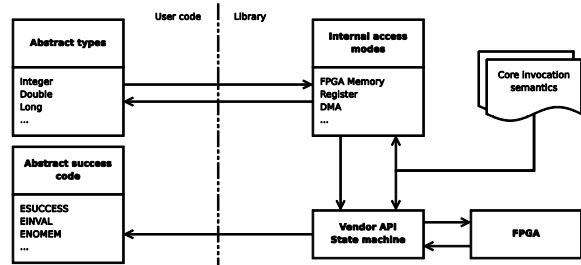 User code
Library
Abstract types
Integer
Double
Long
...
Internal access
modes
FPGA Memory
Register
DMA
...
Core invocation
semantics
Abstract success
code
ESUCCESS
EINVAL
ENOMEM
...
Vendor API
State machine
FPGA